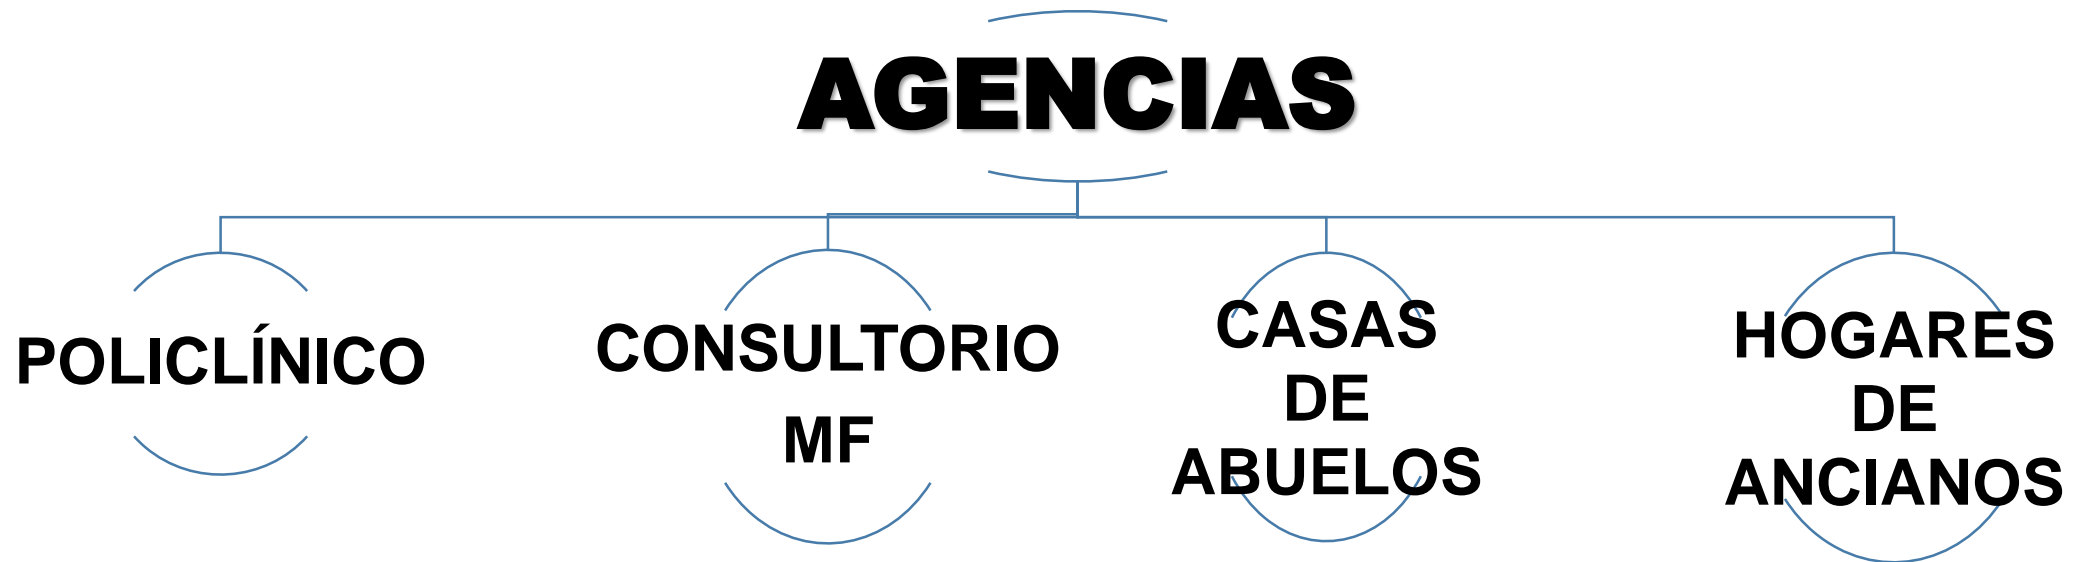 AGENCIAS
POLICLÍNICO
CONSULTORIO
MF
CASAS
DE
ABUELOS
HOGARES
DE
ANCIANOS